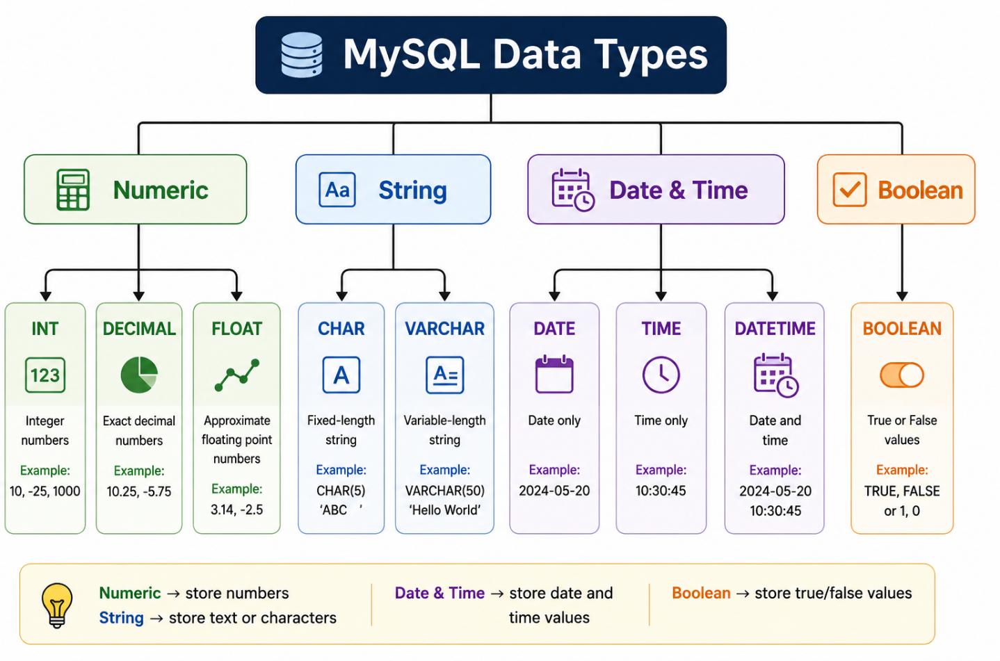 MySQL Data Types
Numeric
Aa
String
Date & Time
Boolean
INT
123
Integer
numbers
Example:
10, -25, 1000
DECIMAL
Exact decimal
numbers
Example:
10.25, -5.75
FLOAT
Approximate
floating point
numbers
Example:
3.14, -2.5
CHAR
A
Fixed-length
string
Example:
CHAR(5)
‘ABC   ’
VARCHAR
A
Variable-length
string
Example:
VARCHAR(50)
‘Hello World’
DATE
Date only
Example:
2024-05-20
TIME
Time only
Example:
10:30:45
DATETIME
Date and
time
Example:
2024-05-20
10:30:45
BOOLEAN
True or False
values
Example:
TRUE, FALSE
or 1, 0
Numeric → store numbers
String → store text or characters
Date & Time → store date and
time values
Boolean → store true/false values